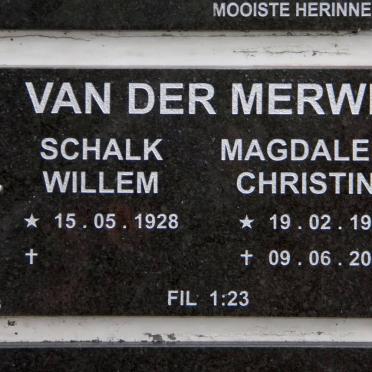 MOOISTE HERINNE
VAN DER MERW
SCHALK MAGDALE
WILLEM CHRISTIN
★ 15.05.1928 ★ 19.02.19
✝ ✝ 09.06.20
FIL 1:23